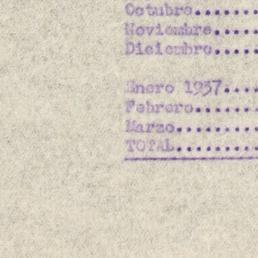 Octubre..........
Noviembre........
Diciembre........
Enero 1937.......
Febrero..........
Marzo............
TOTAL............